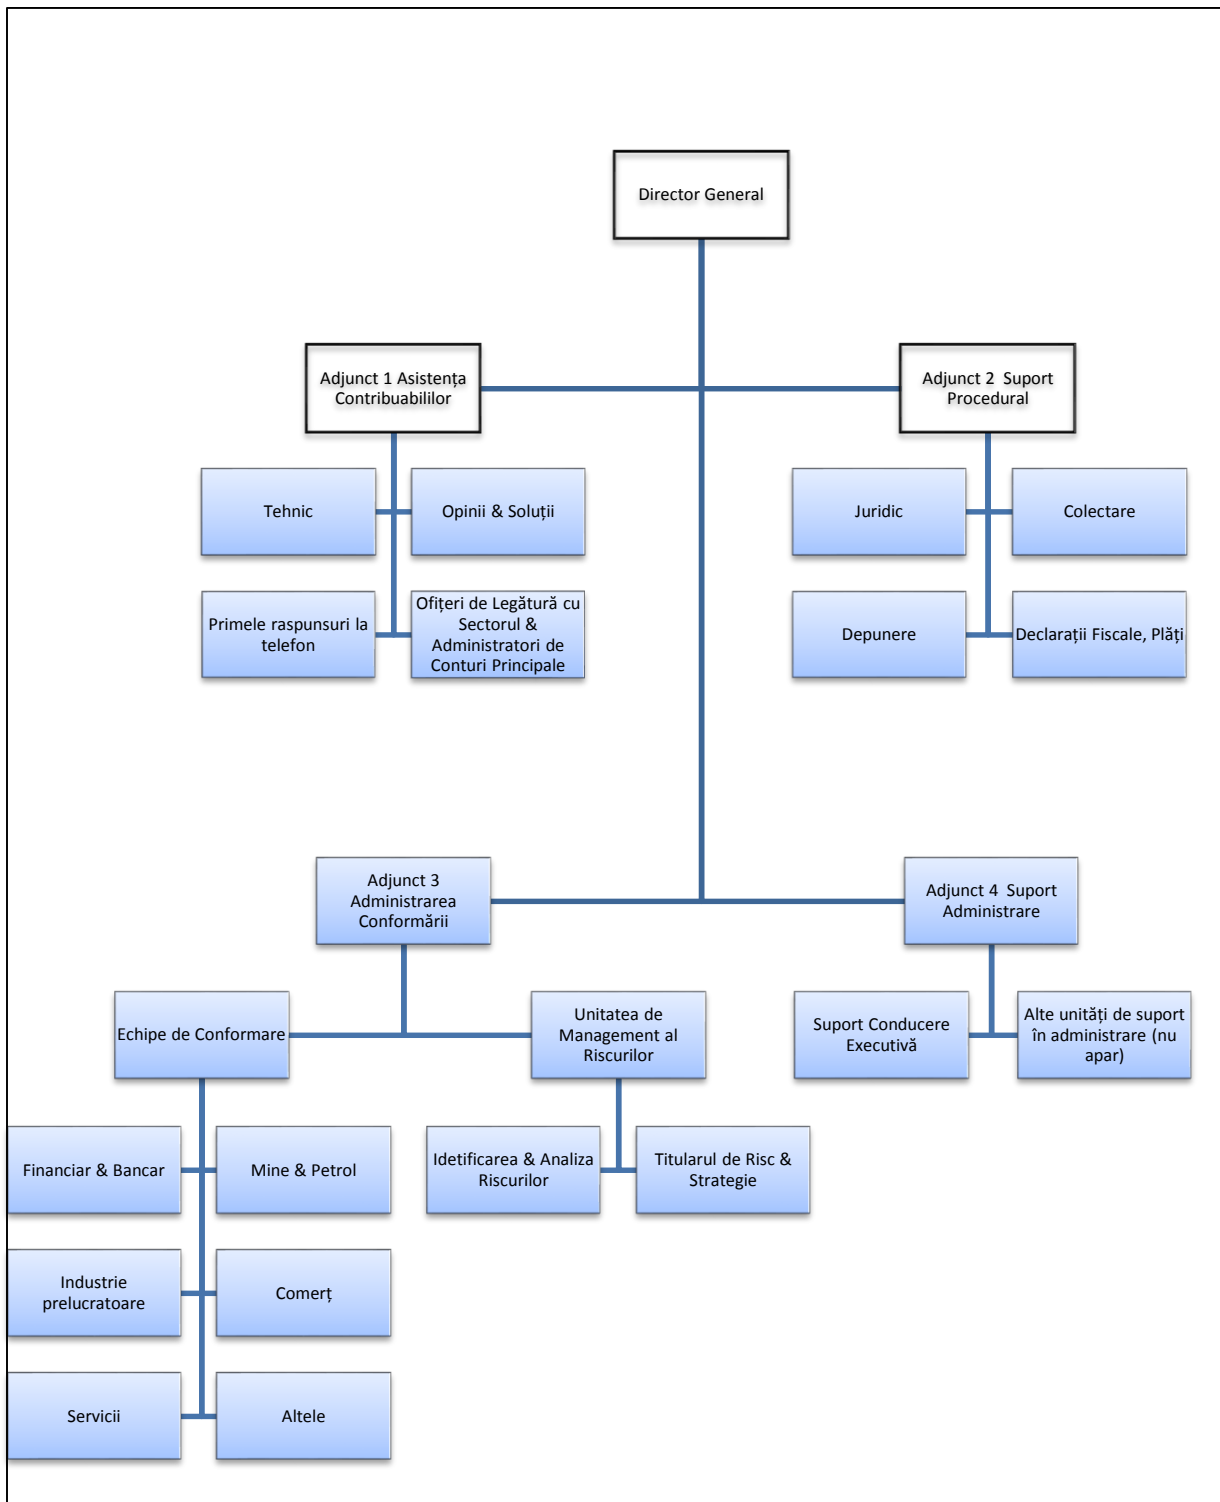 Director General
Adjunct 1 Asistența
Contribuabililor
Adjunct 2  Suport
Procedural
Tehnic
Opinii & Soluții
Juridic
Colectare
Primele raspunsuri la
telefon
Ofițeri de Legătură cu
Sectorul &
Administratori de
Conturi Principale
Depunere
Declarații Fiscale, Plăți
Adjunct 3
Administrarea
Conformării
Adjunct 4  Suport
Administrare
Echipe de Conformare
Unitatea de
Management al
Riscurilor
Suport Conducere
Executivă
Alte unități de suport
în administrare (nu
apar)
Financiar & Bancar
Mine & Petrol
Idetificarea & Analiza
Riscurilor
Titularul de Risc &
Strategie
Industrie
prelucratoare
Comerț
Servicii
Altele